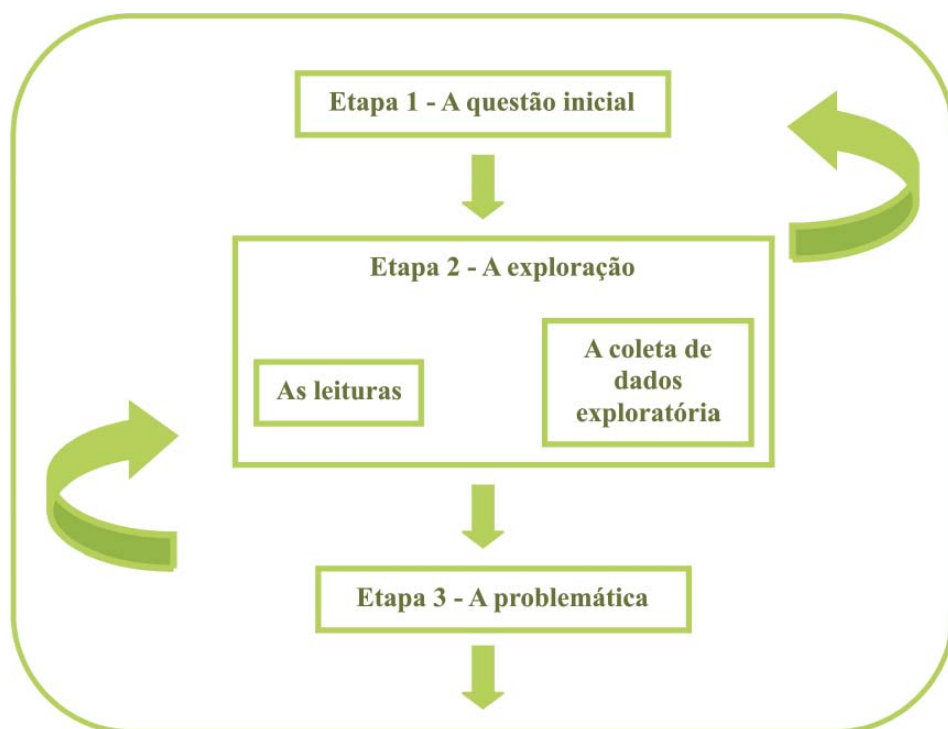 Etapa 1 - A questão inicial
Etapa 2 - A exploração
As leituras
A coleta de
dados
exploratória
Etapa 3 - A problemática